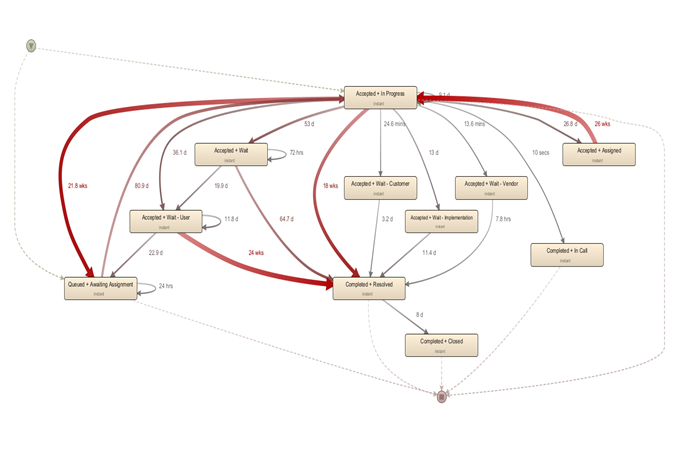 Accepted + In Progress
instant
9.1 d
53 d
24.6 mins
13.6 mins
26.8 d
26 wks
36.1 d
Accepted + Wait
instant
72 hrs
13 d
10 secs
Accepted + Assigned
instant
21.8 wks
80.9 d
19.9 d
18 wks
Accepted + Wait - Customer
instant
Accepted + Wait - Vendor
instant
Accepted + Wait - User
instant
11.8 d
64.7 d
3.2 d
Accepted + Wait - Implementation
instant
7.8 hrs
22.9 d
24 wks
11.4 d
Completed + In Call
instant
Queued + Awaiting Assignment
instant
24 hrs
Completed + Resolved
instant
8 d
Completed + Closed
instant